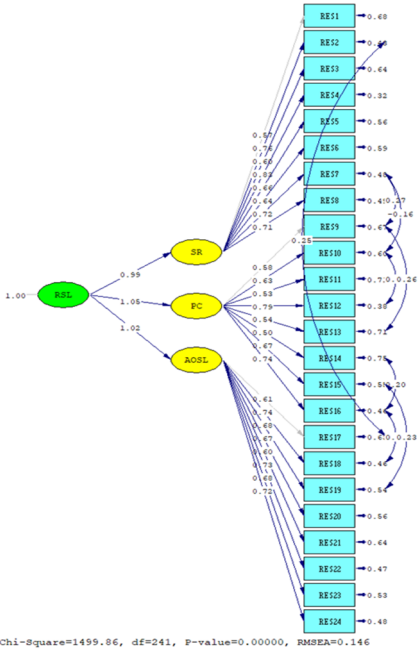 RES1 0.68
RES2
RES3 0.64
RES4 0.32
RES5 0.56
RES6 0.59
RES7 0.48
RES8 0.27
-0.16
RES9
0.25
RES10
RES11 0.26
RES12 0.38
RES13 0.71
RES14
RES15 0.20
RES16
RES17 0.23
RES18 0.46
RES19 0.54
RES20 0.56
RES21 0.64
RES22 0.47
RES23 0.53
RES24 0.48
0.57
0.76
0.60
0.83
0.66
0.64
0.72
0.71
SR
0.99
1.00 RSL
1.05
PC
1.02
AOSL
0.58
0.63
0.53
0.79
0.54
0.50
0.67
0.74
0.61
0.74
0.68
0.67
0.60
0.73
0.68
0.72
Chi-Square=1499.86, df=241, P-value=0.00000, RMSEA=0.146